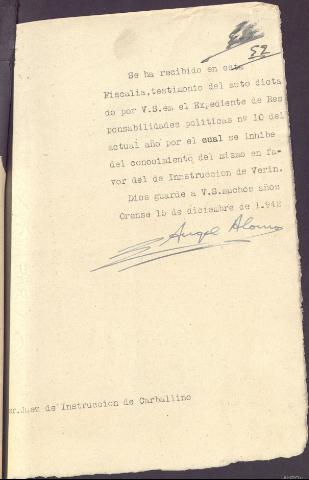 52
Se ha recibido en esta
Fiscalia,testimonio del auto dicta
do por V.S.en el Expediente de Res
ponsabilidades politicas nº 10 del
actual año por el cual se inhibe
del conocimiento del mismo en fa-
vor del de Instruccion de Verin.
Dios guarde a V.S.muchos años
Orense 15 de diciembre de 1.942
Angel Alonso
Sr.Juez de Instruccion de Carballino